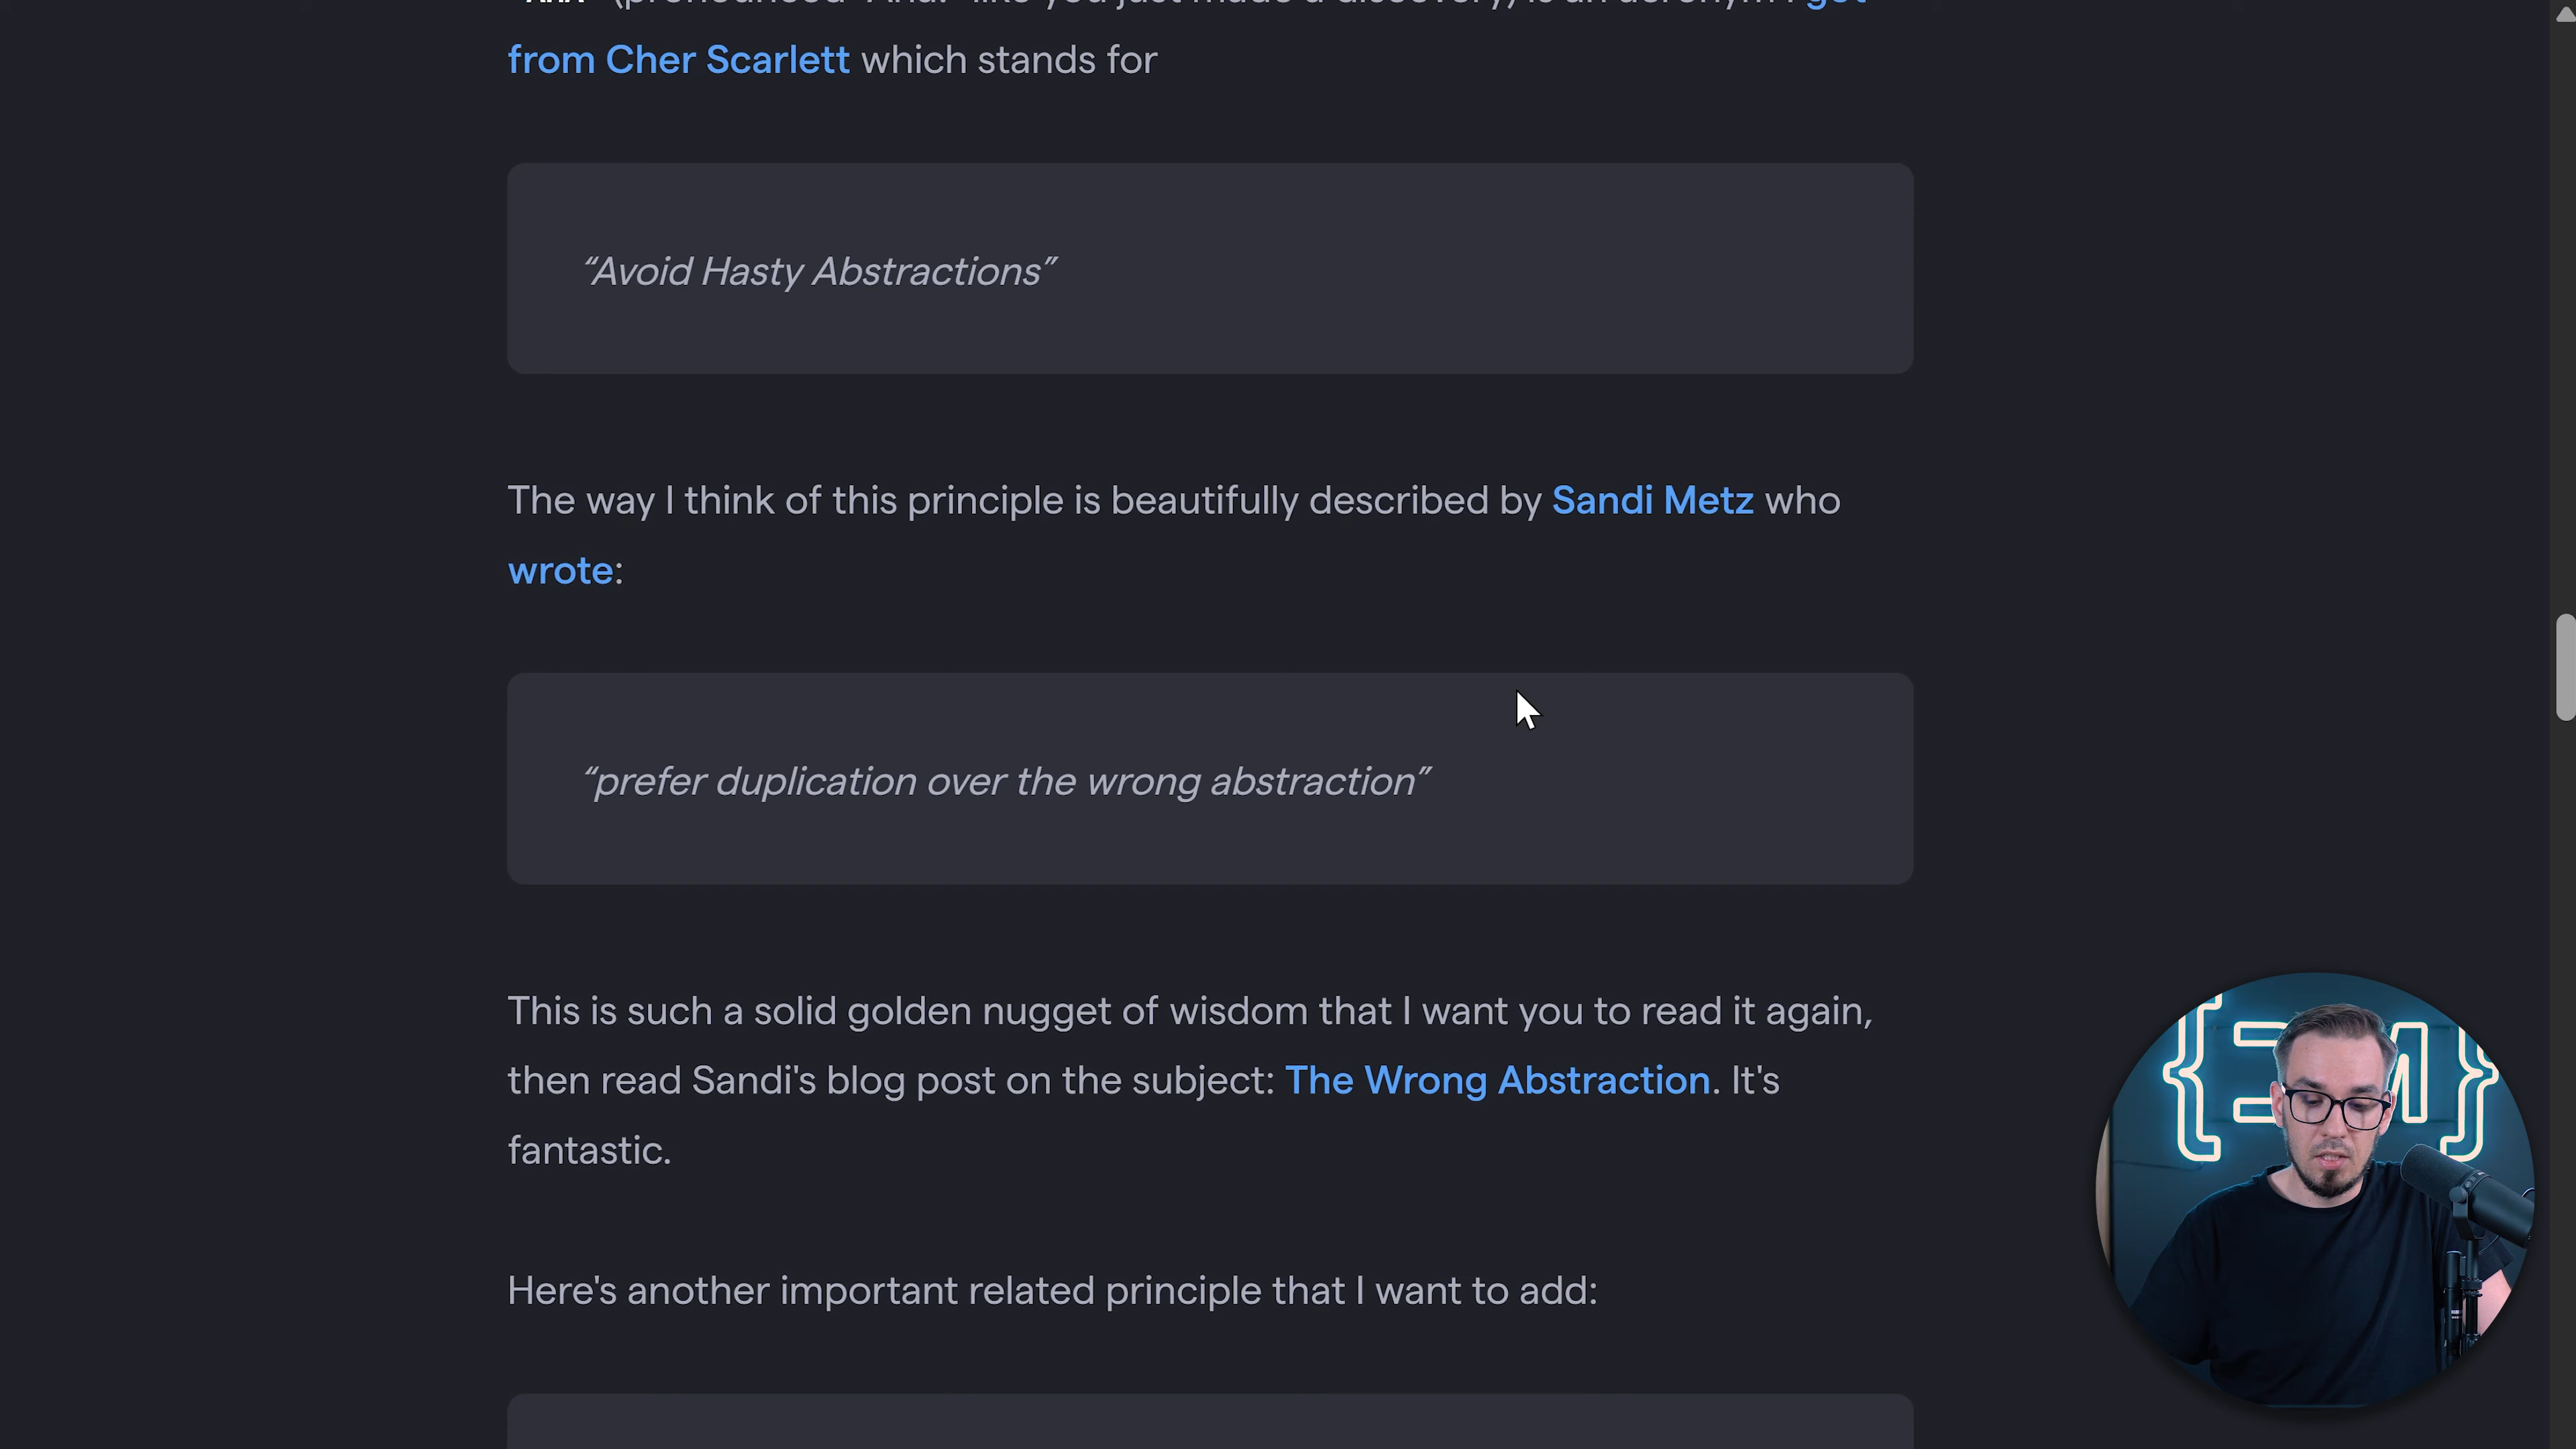 from Cher Scarlett which stands for
“Avoid Hasty Abstractions”
The way I think of this principle is beautifully described by Sandi Metz who
wrote:
“prefer duplication over the wrong abstraction”
This is such a solid golden nugget of wisdom that I want you to read it again,
then read Sandi's blog post on the subject: The Wrong Abstraction. It's
fantastic.
Here's another important related principle that I want to add: